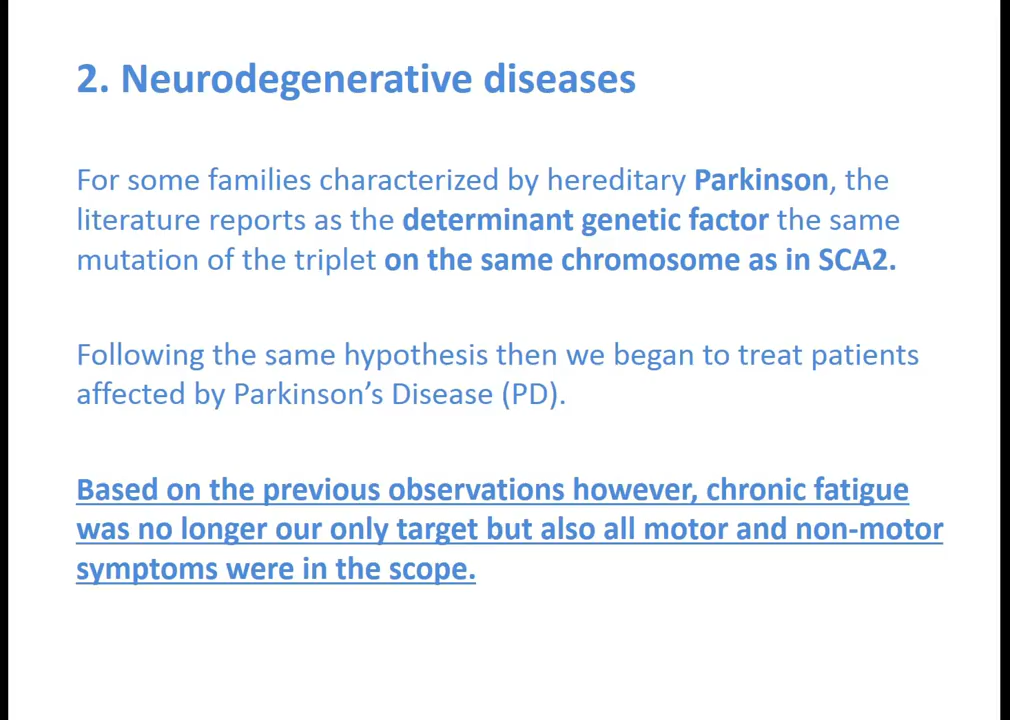 2. Neurodegenerative diseases
For some families characterized by hereditary Parkinson, the
literature reports as the determinant genetic factor the same
mutation of the triplet on the same chromosome as in SCA2.
Following the same hypothesis then we began to treat patients
affected by Parkinson’s Disease (PD).
Based on the previous observations however, chronic fatigue
was no longer our only target but also all motor and non-motor
symptoms were in the scope.